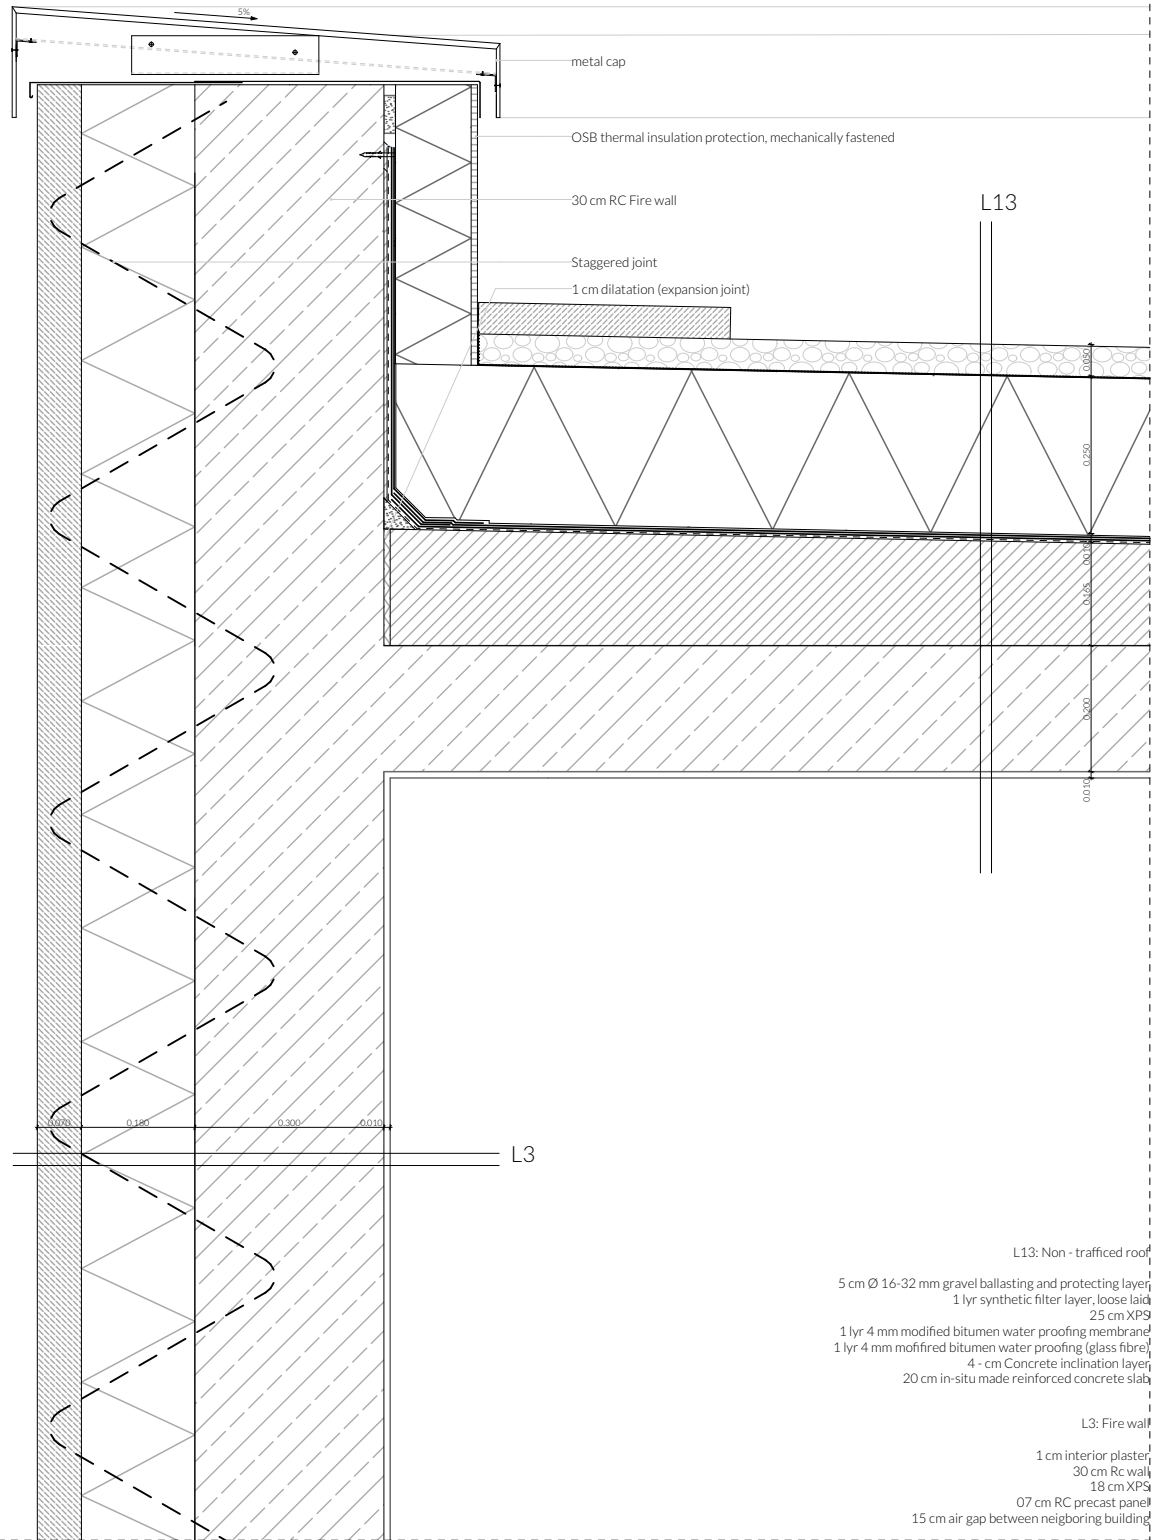 5%
metal cap
OSB thermal insulation protection, mechanically fastened
30 cm RC Fire wall
L13
Staggered joint
1 cm dilatation (expansion joint)
0.050
0.250
0.165
0.200
0.010
0.070
0.180
0.300
0.010
L3
L13: Non - trafficed roof
5 cm Ø 16-32 mm gravel ballasting and protecting layer
1 lyr synthetic filter layer, loose laid
25 cm XPS
1 lyr 4 mm modified bitumen water proofing membrane
1 lyr 4 mm mofifired bitumen water proofing (glass fibre)
4 - cm Concrete inclination layer
20 cm in-situ made reinforced concrete slab
L3: Fire wall
1 cm interior plaster
30 cm Rc wall
18 cm XPS
07 cm RC precast panel
15 cm air gap between neigboring building